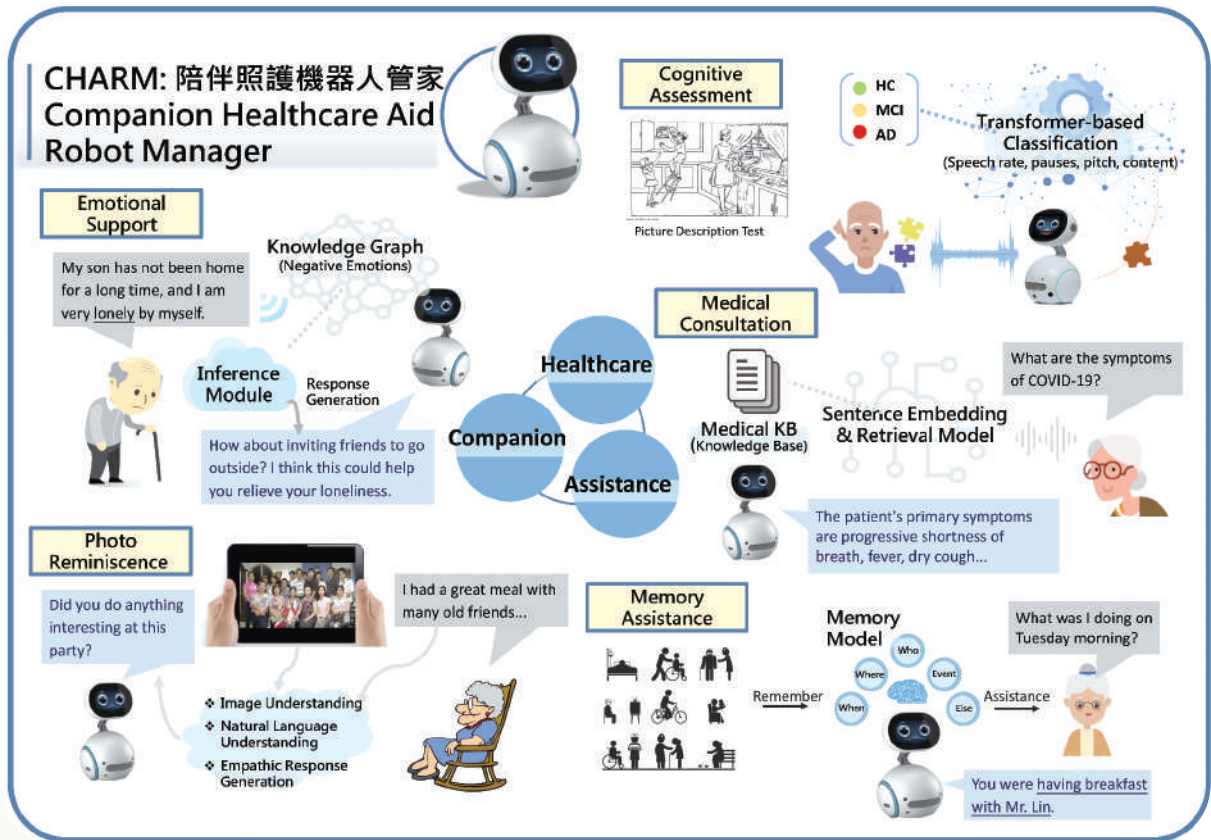 CHARM: 陪伴照護機器人管家
Companion Healthcare Aid
Robot Manager
Emotional
Support
Knowledge Graph
(Negative Emotions)
My son has not been home
for a long time, and I am
very lonely by myself.
Inference
Module
Response
Generation
How about inviting friends to go
outside? I think this could help
you relieve your loneliness.
Photo
Reminiscence
Did you do anything
interesting at this
party?
I had a great meal with
many old friends...
❖ Image Understanding
❖ Natural Language
Understanding
❖ Empathic Response
Generation
Healthcare
Companion
Assistance
Cognitive
Assessment
Picture Description Test
HC
MCI
AD
Transformer-based
Classification
(Speech rate, pauses, pitch, content)
Medical
Consultation
Medical KB
(Knowledge Base)
Sentence Embedding
& Retrieval Model
What are the symptoms
of COVID-19?
The patient's primary symptoms
are progressive shortness of
breath, fever, dry cough...
Memory
Assistance
Remember
Memory
Model
When
Where
Who
Event
Else
Assistance
What was I doing on
Tuesday morning?
You were having breakfast
with Mr. Lin.